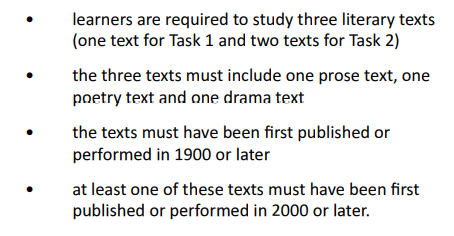 • learners are required to study three literary texts
(one text for Task 1 and two texts for Task 2)
• the three texts must include one prose text, one
poetry text and one drama text
• the texts must have been first published or
performed in 1900 or later
• at least one of these texts must have been first
published or performed in 2000 or later.